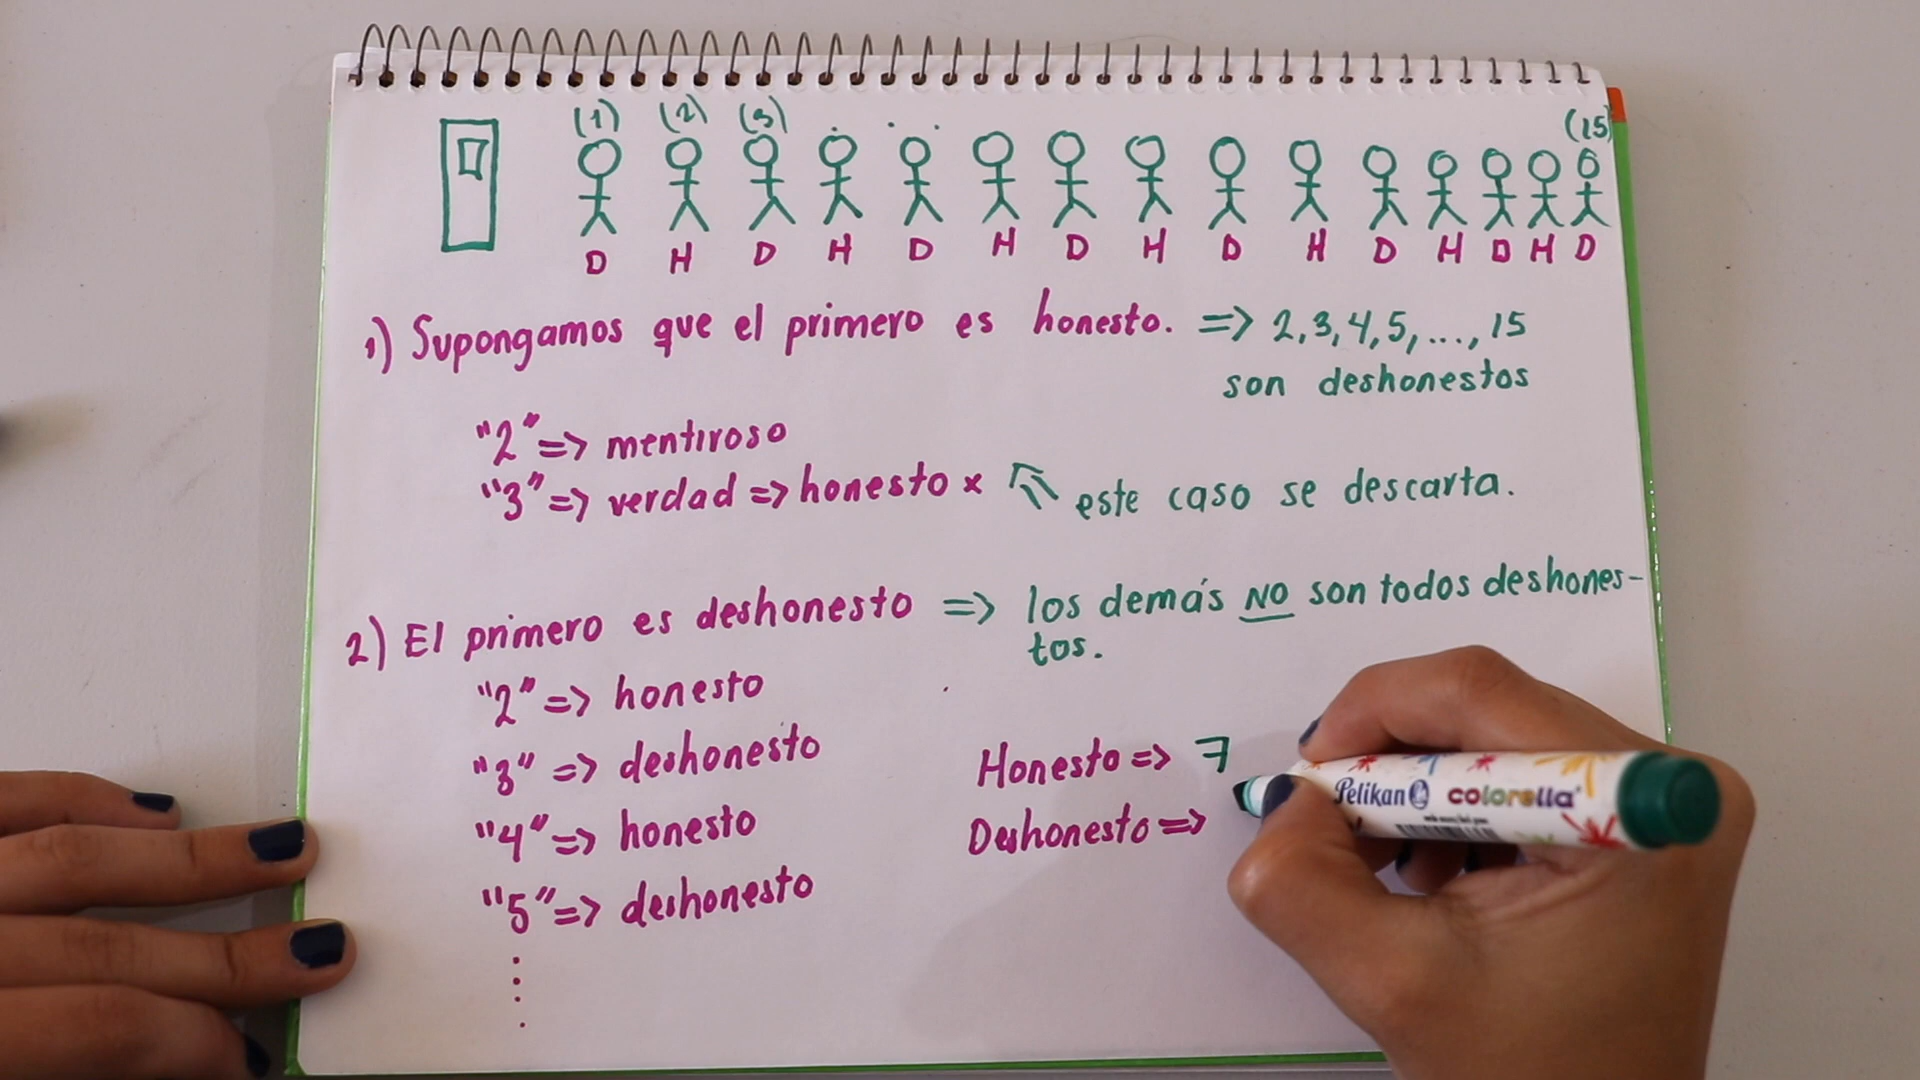 (1) (2) (3) . . . (15)
D H D H D H D H D H D H D H D
1) Supongamos que el primero es honesto. => 2,3,4,5,...,15
son deshonestos
"2" => mentiroso
"3" => verdad => honesto x este caso se descarta.
2) El primero es deshonesto => los demás NO son todos deshones-
tos.
"2" => honesto
"3" => deshonesto
"4" => honesto
"5" => deshonesto
Honesto => 7
Deshonesto =>
Pelikan colorella